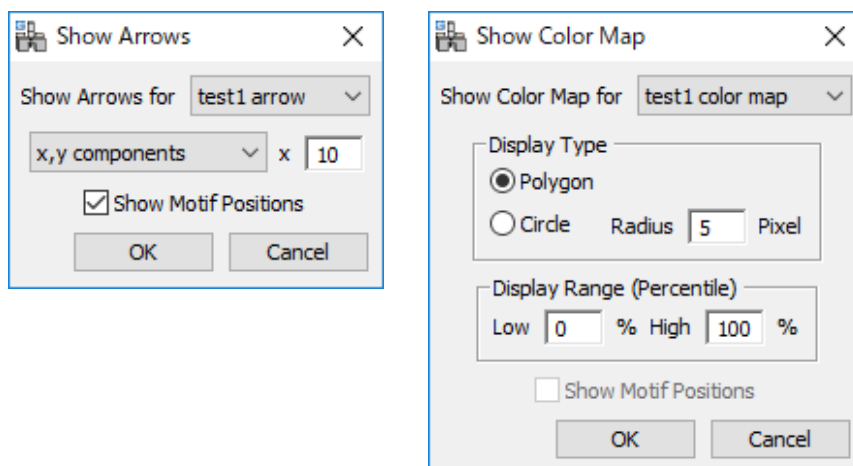 Show Arrows
Show Arrows for test1 arrow
x,y components x 10
Show Motif Positions
OK Cancel
Show Color Map
Show Color Map for test1 color map
Display Type
Polygon
Circle Radius 5 Pixel
Display Range (Percentile)
Low 0 % High 100 %
Show Motif Positions
OK Cancel